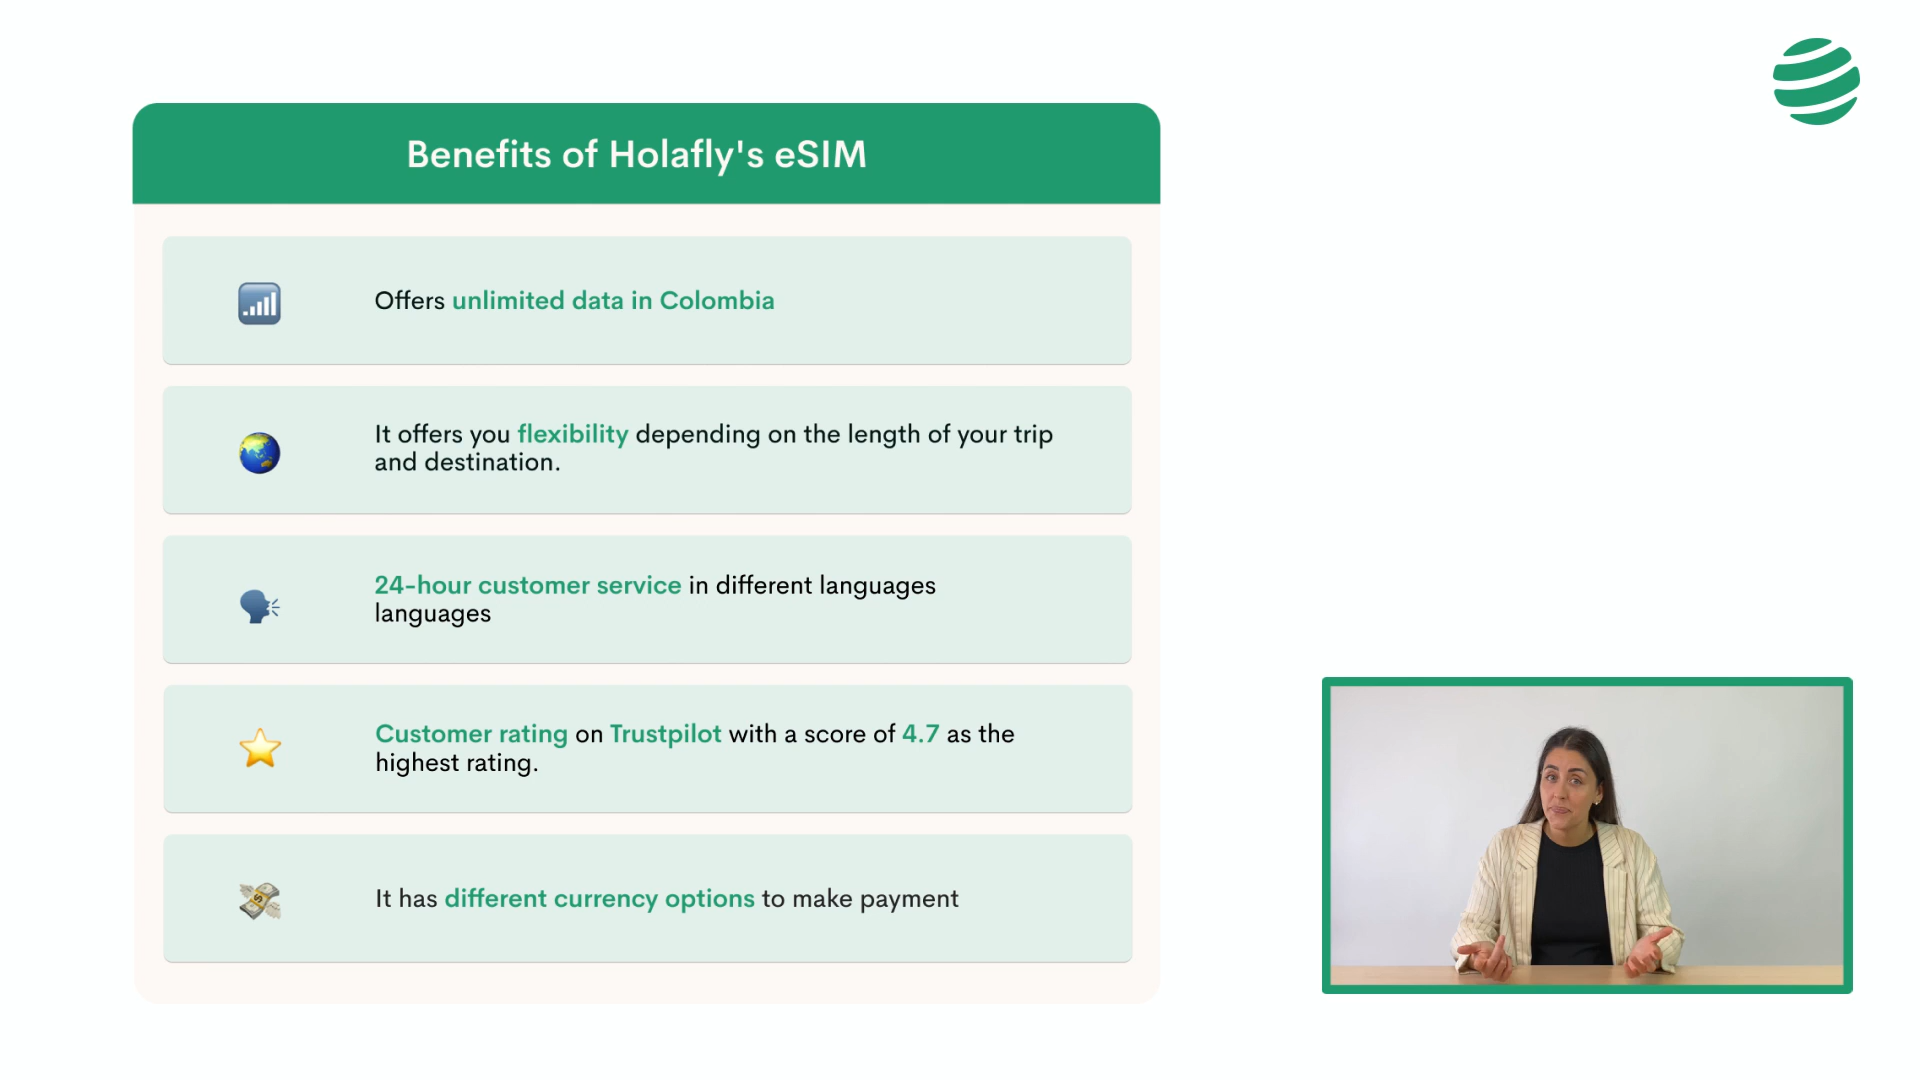 Benefits of Holafly's eSIM
Offers unlimited data in Colombia
It offers you flexibility depending on the length of your trip
and destination.
24-hour customer service in different languages
languages
Customer rating on Trustpilot with a score of 4.7 as the
highest rating.
It has different currency options to make payment